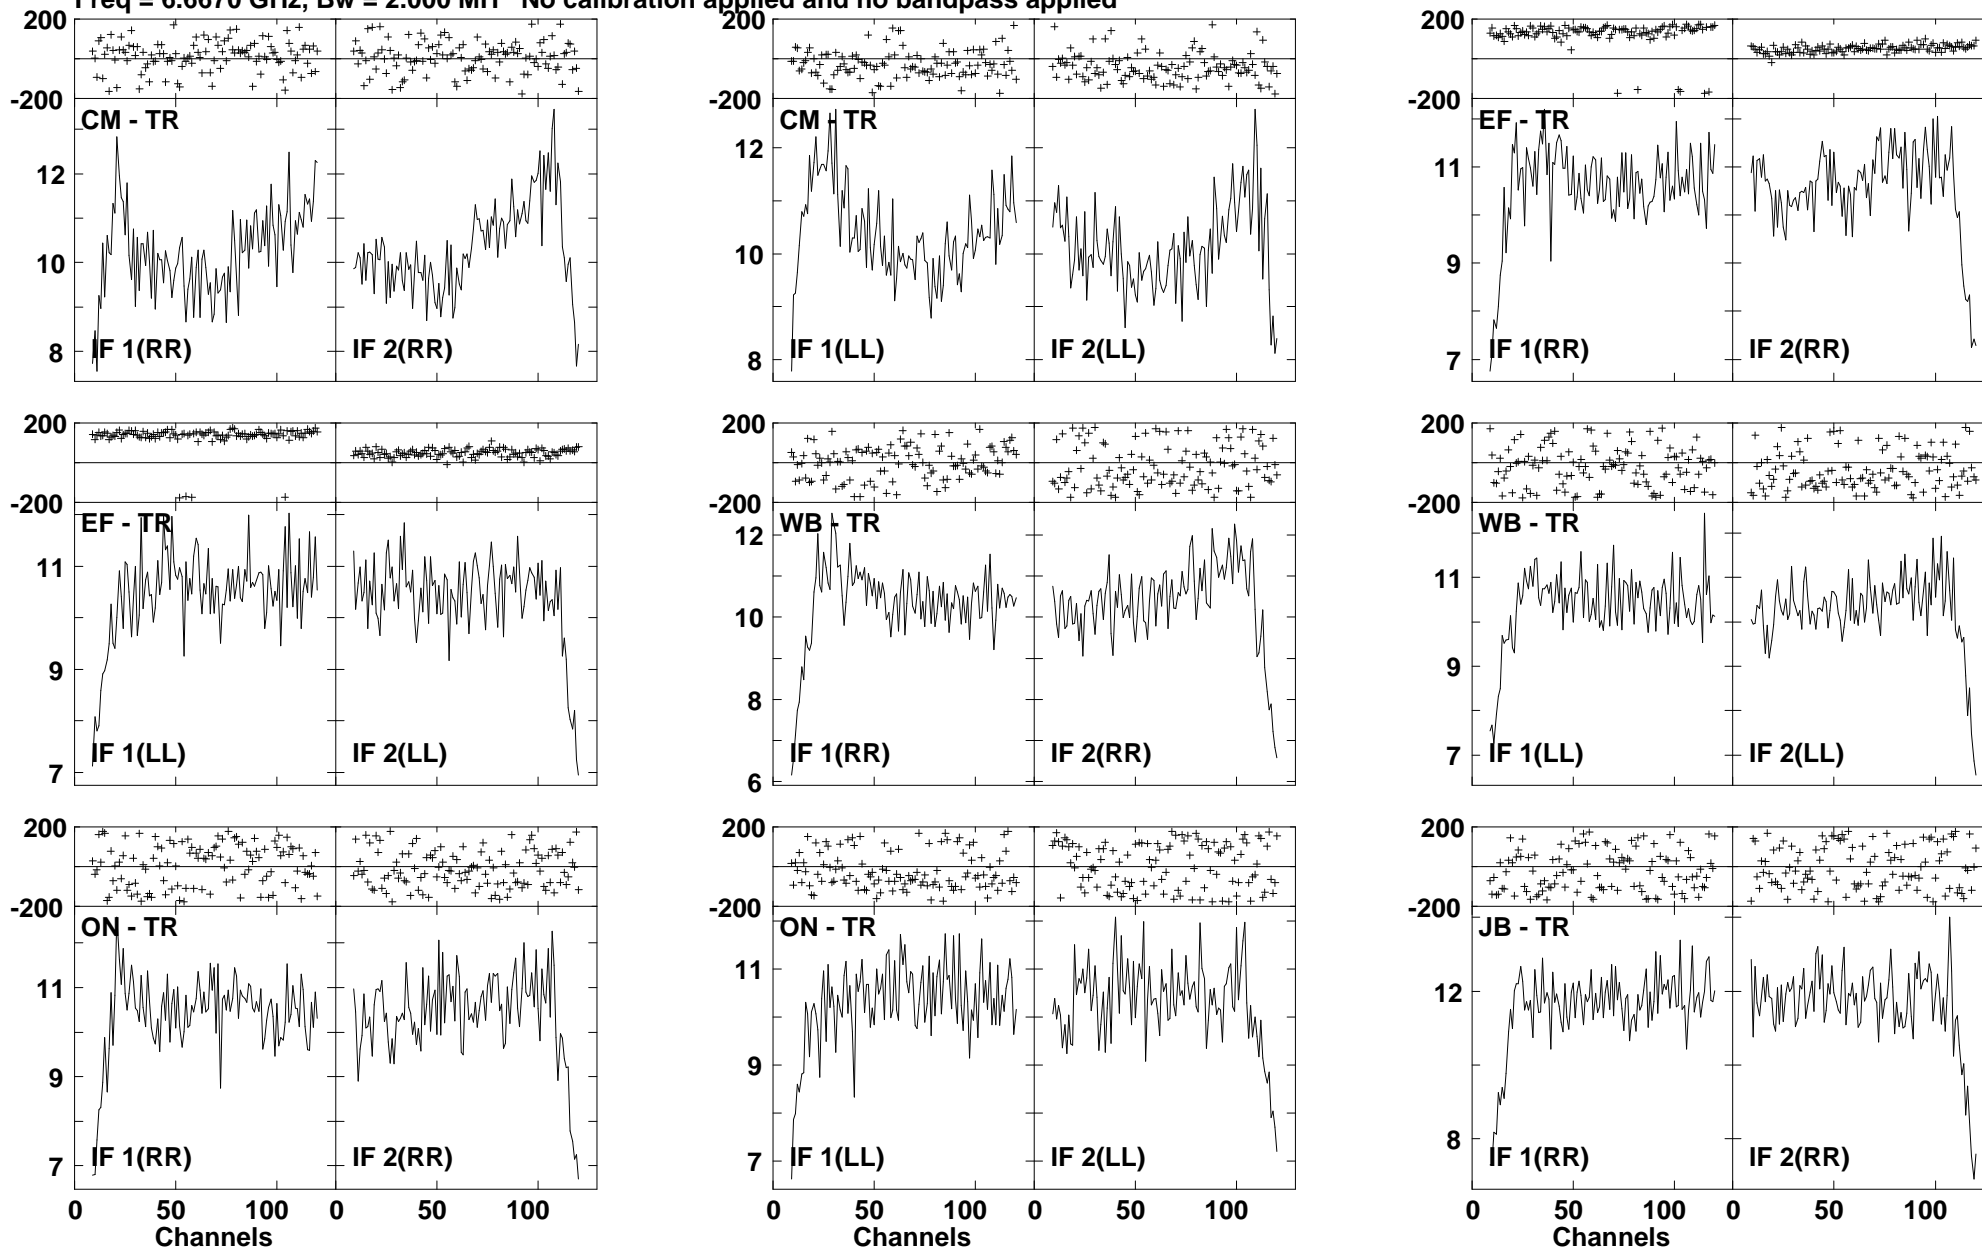 Freq = 6.6670 GHz, Bw = 2.000 MH No calibration applied and no bandpass applied
200 200 200
-200 -200 -200
CM - TR CM - TR EF - TR
12 12 11
10 10 9
8 8 7
IF 1(RR) IF 2(RR) IF 1(LL) IF 2(LL) IF 1(RR) IF 2(RR)
200 200 200
-200 -200 -200
EF - TR WB - TR WB - TR
11 12 11
9 10 9
7 8 7
6
IF 1(LL) IF 2(LL) IF 1(RR) IF 2(RR) IF 1(LL) IF 2(LL)
200 200 200
-200 -200 -200
ON - TR ON - TR JB - TR
11 11 12
9 9 8
7 7
IF 1(RR) IF 2(RR) IF 1(LL) IF 2(LL) IF 1(RR) IF 2(RR)
0 50 100 0 50 100 0 50 100 0 50 100 0 50 100 0 50 100
Channels Channels Channels